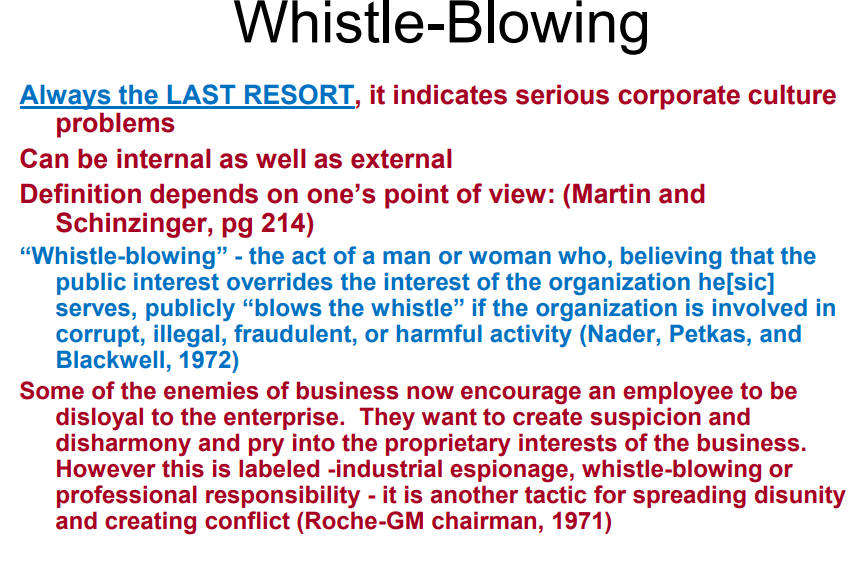 Whistle-Blowing
Always the LAST RESORT, it indicates serious corporate culture
problems
Can be internal as well as external
Definition depends on one’s point of view: (Martin and
Schinzinger, pg 214)
“Whistle-blowing” - the act of a man or woman who, believing that the
public interest overrides the interest of the organization he[sic]
serves, publicly “blows the whistle” if the organization is involved in
corrupt, illegal, fraudulent, or harmful activity (Nader, Petkas, and
Blackwell, 1972)
Some of the enemies of business now encourage an employee to be
disloyal to the enterprise.  They want to create suspicion and
disharmony and pry into the proprietary interests of the business.
However this is labeled -industrial espionage, whistle-blowing or
professional responsibility - it is another tactic for spreading disunity
and creating conflict (Roche-GM chairman, 1971)